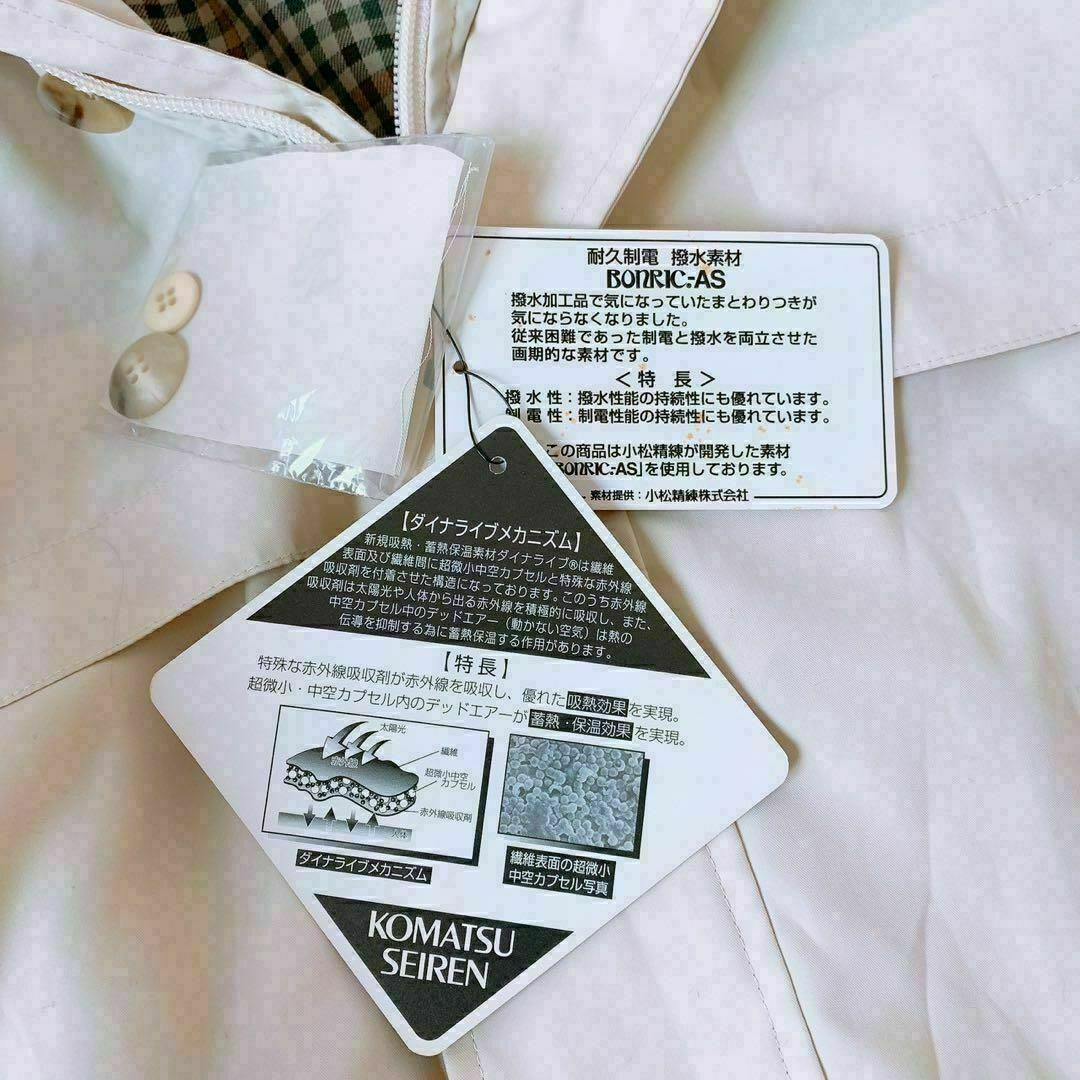 耐久制電 撥水素材
BONRIC-AS
撥水加工品で気になっていたまとわりつきが
気にならなくなりました。
従来困難であった制電と撥水を両立させた
画期的な素材です。
＜特 長＞
撥水性：撥水性能の持続性にも優れています。
制電性：制電性能の持続性にも優れています。
この商品は小松精練が開発した素材
BONRIC-AS」を使用しております。
素材提供：小松精練株式会社
【ダイナライブメカニズム】
新規吸熱・蓄熱保温素材ダイナライブ®は繊維
表面及び繊維間に超微小中空カプセルと特殊な赤外線
吸収剤を付着させた構造になっております。このうち赤外線
吸収剤は太陽光や人体から出る赤外線を積極的に吸収し、また、
中空カプセル中のデッドエアー（動かない空気）は熱の
伝導を抑制する為に蓄熱保温する作用があります。
【特長】
特殊な赤外線吸収剤が赤外線を吸収し、優れた吸熱効果を実現。
超微小・中空カプセル内のデッドエアーが蓄熱・保温効果を実現。
太陽光
赤外線
繊維
超微小中空
カプセル
赤外線吸収剤
人体
ダイナライブメカニズム
繊維表面の超微小
中空カプセル写真
KOMATSU
SEIREN